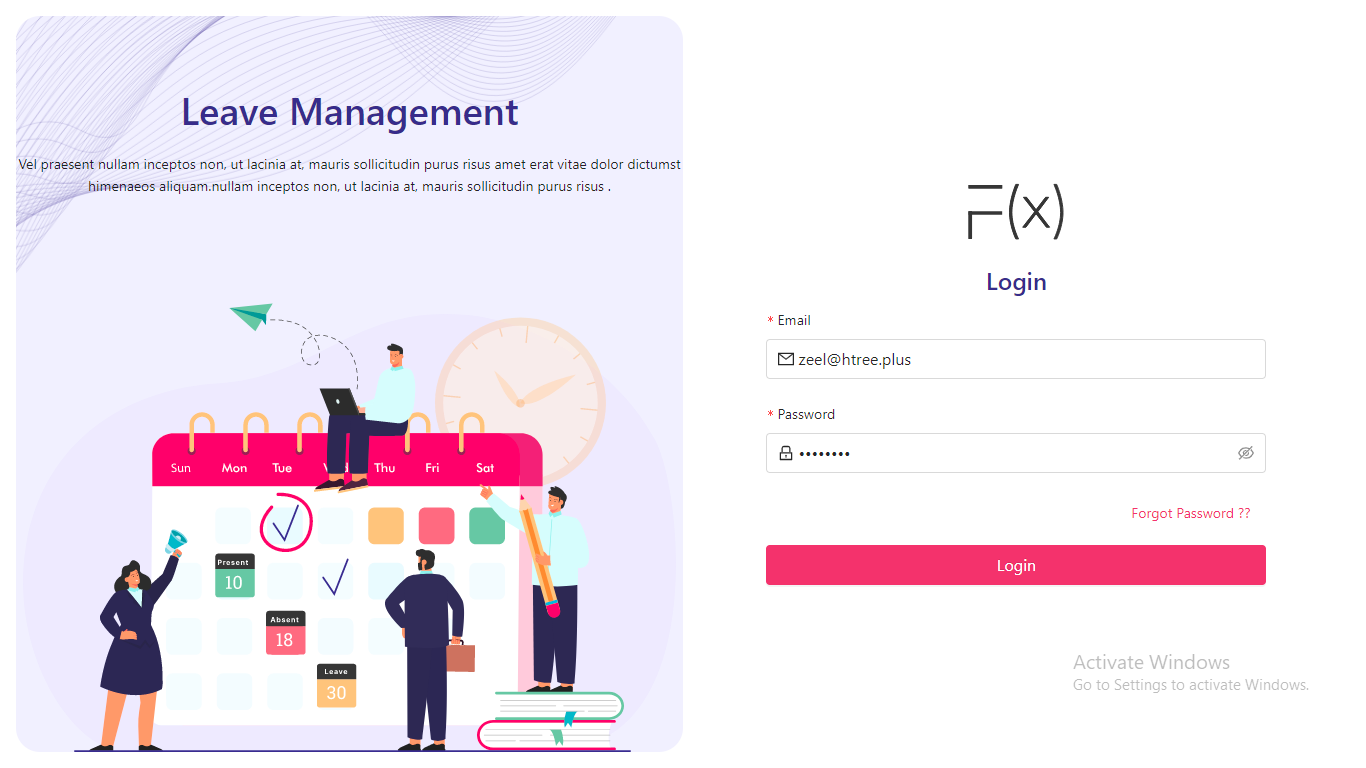 Leave Management
Vel praesent nullam inceptos non, ut lacinia at, mauris sollicitudin purus risus amet erat vitae dolor dictumst
himenaeos aliquam.nullam inceptos non, ut lacinia at, mauris sollicitudin purus risus .
Sun Mon Tue Thu Fri Sat
Present
10
Absent
18
Leave
30
F(x)
Login
* Email
zeel@htree.plus
* Password
••••••••
Forgot Password ??
Login
Activate Windows
Go to Settings to activate Windows.